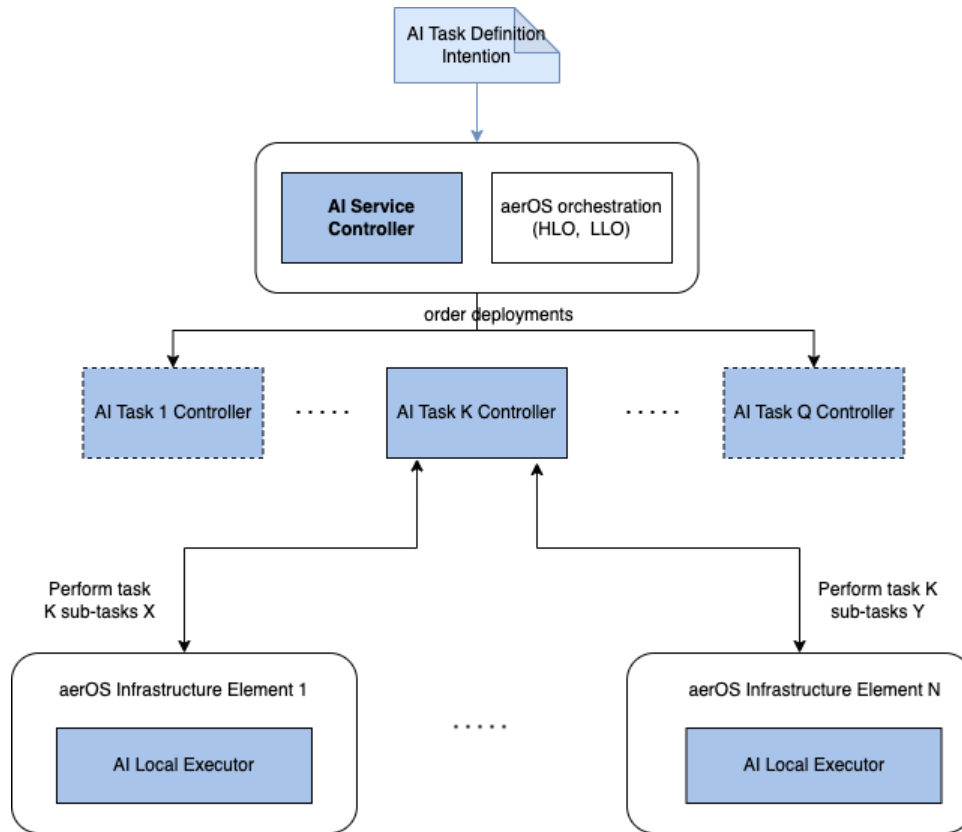 AI Task Definition
Intention
AI Service
Controller
aerOS orchestration
(HLO, LLO)
order deployments
AI Task 1 Controller
.....
AI Task K Controller
.....
AI Task Q Controller
Perform task
K sub-tasks X
Perform task K
sub-tasks Y
aerOS Infrastructure Element 1
aerOS Infrastructure Element N
.....
AI Local Executor
AI Local Executor